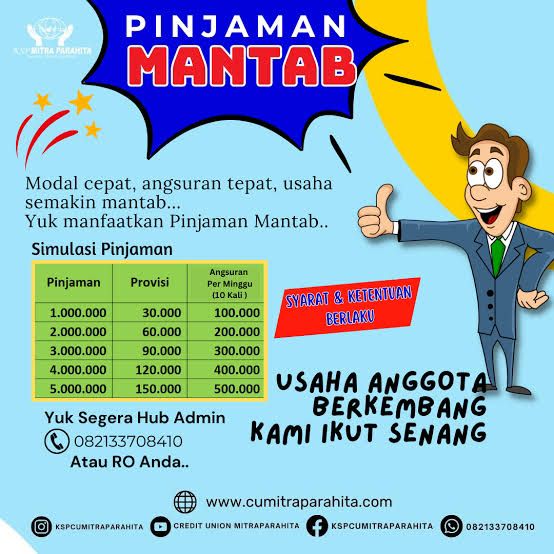 KSP MITRA PARAHITA
PINJAMAN
MANTAB
Modal cepat, angsuran tepat, usaha
semakin mantab...
Yuk manfaatkan Pinjaman Mantab..
Simulasi Pinjaman
Pinjaman Provisi Angsuran Per Minggu (10 Kali )
1.000.000 30.000 100.000
2.000.000 60.000 200.000
3.000.000 90.000 300.000
4.000.000 120.000 400.000
5.000.000 150.000 500.000
SYARAT & KETENTUAN
BERLAKU
USAHA ANGGOTA
BERKEMBANG
KAMI IKUT SENANG
Yuk Segera Hub Admin
082133708410
Atau RO Anda..
www.cumitraparahita.com
KSPCUMITRAPARAHITA CREDIT UNION MITRAPARAHITA KSPCUMITRAPARAHITA 082133708410